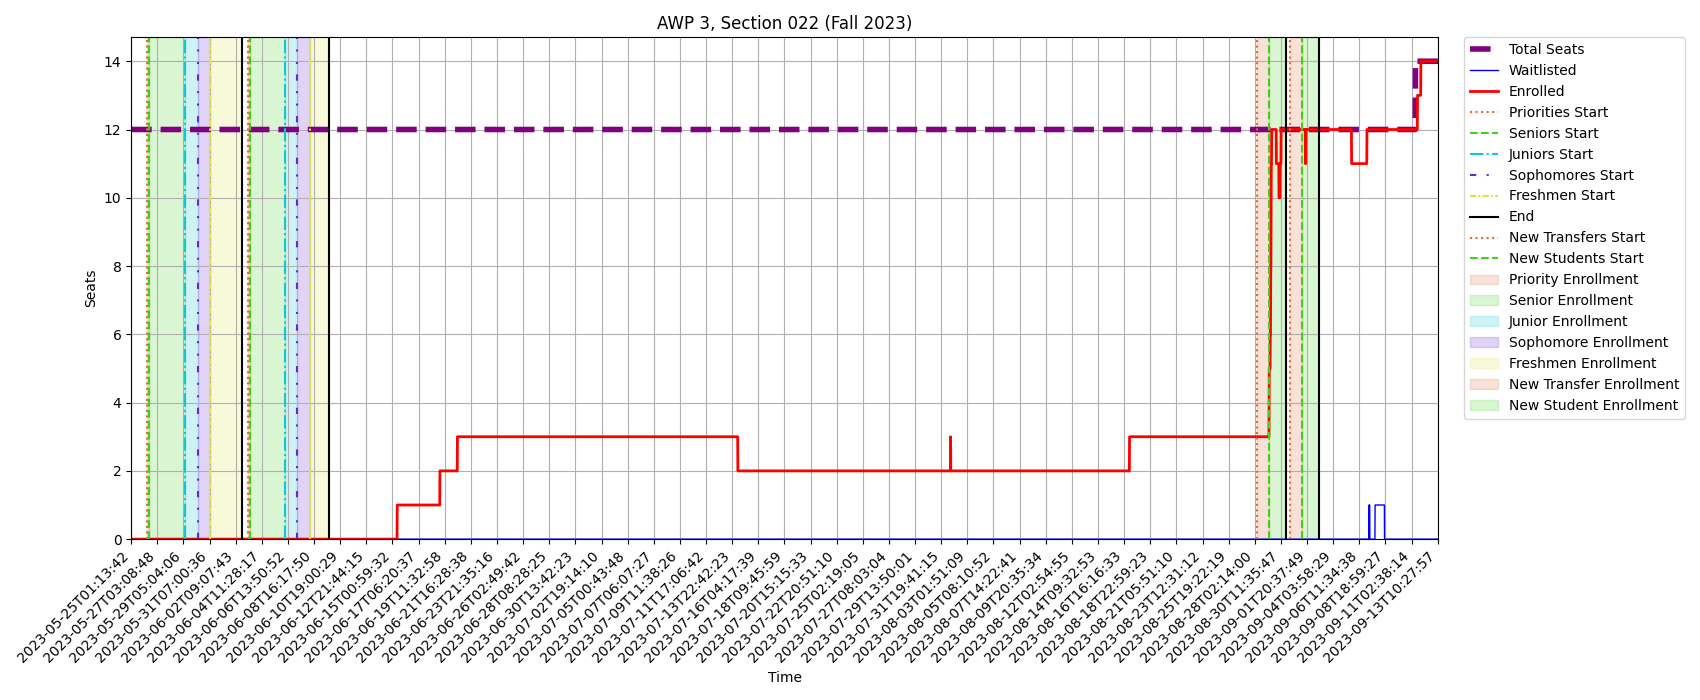 AWP 3, Section 022 (Fall 2023)
Seats
14
12
10
8
6
4
2
0
2023-05-25T01:13:42
2023-05-27T03:08:48
2023-05-29T05:04:06
2023-05-31T07:00:36
2023-06-02T09:07:43
2023-06-04T11:28:17
2023-06-06T13:50:52
2023-06-08T16:17:50
2023-06-10T19:00:29
2023-06-12T21:44:15
2023-06-15T00:59:32
2023-06-17T06:20:37
2023-06-19T11:32:58
2023-06-21T16:28:38
2023-06-23T21:35:16
2023-06-26T02:49:42
2023-06-28T08:28:25
2023-06-30T13:42:23
2023-07-02T19:14:10
2023-07-05T00:43:48
2023-07-07T06:07:27
2023-07-09T11:38:26
2023-07-11T17:06:42
2023-07-13T22:42:23
2023-07-16T04:17:39
2023-07-18T09:45:59
2023-07-20T15:15:33
2023-07-22T20:51:10
2023-07-25T02:19:05
2023-07-27T08:03:04
2023-07-29T13:50:01
2023-07-31T19:41:15
2023-08-03T01:51:09
2023-08-05T08:10:52
2023-08-07T14:22:41
2023-08-09T20:35:34
2023-08-12T02:54:55
2023-08-14T09:32:53
2023-08-16T16:16:33
2023-08-18T22:59:23
2023-08-21T05:51:10
2023-08-23T12:31:12
2023-08-25T19:22:19
2023-08-28T02:14:00
2023-08-30T11:35:47
2023-09-01T20:37:49
2023-09-04T03:58:29
2023-09-06T11:34:38
2023-09-08T18:59:27
2023-09-11T02:38:14
2023-09-13T10:27:57
Time
Total Seats
Waitlisted
Enrolled
Priorities Start
Seniors Start
Juniors Start
Sophomores Start
Freshmen Start
End
New Transfers Start
New Students Start
Priority Enrollment
Senior Enrollment
Junior Enrollment
Sophomore Enrollment
Freshmen Enrollment
New Transfer Enrollment
New Student Enrollment